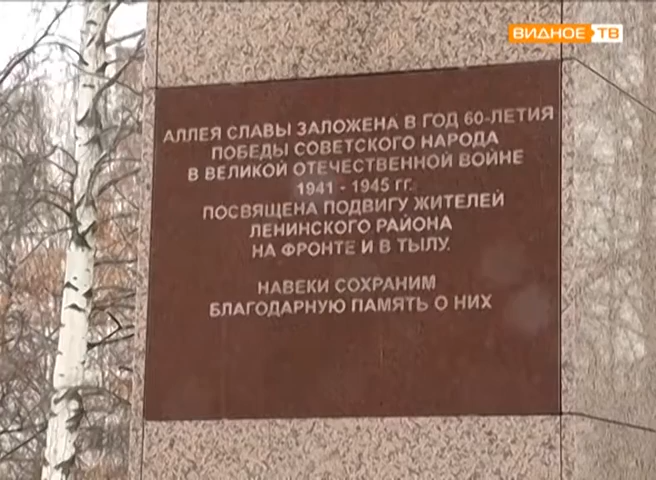 ВИДНОЕ ТВ
АЛЛЕЯ СЛАВЫ ЗАЛОЖЕНА В ГОД 60-ЛЕТИЯ
ПОБЕДЫ СОВЕТСКОГО НАРОДА
В ВЕЛИКОЙ ОТЕЧЕСТВЕННОЙ ВОЙНЕ
1941 - 1945 ГГ.
ПОСВЯЩЕНА ПОДВИГУ ЖИТЕЛЕЙ
ЛЕНИНСКОГО РАЙОНА
НА ФРОНТЕ И В ТЫЛУ.
НАВЕКИ СОХРАНИМ
БЛАГОДАРНУЮ ПАМЯТЬ О НИХ